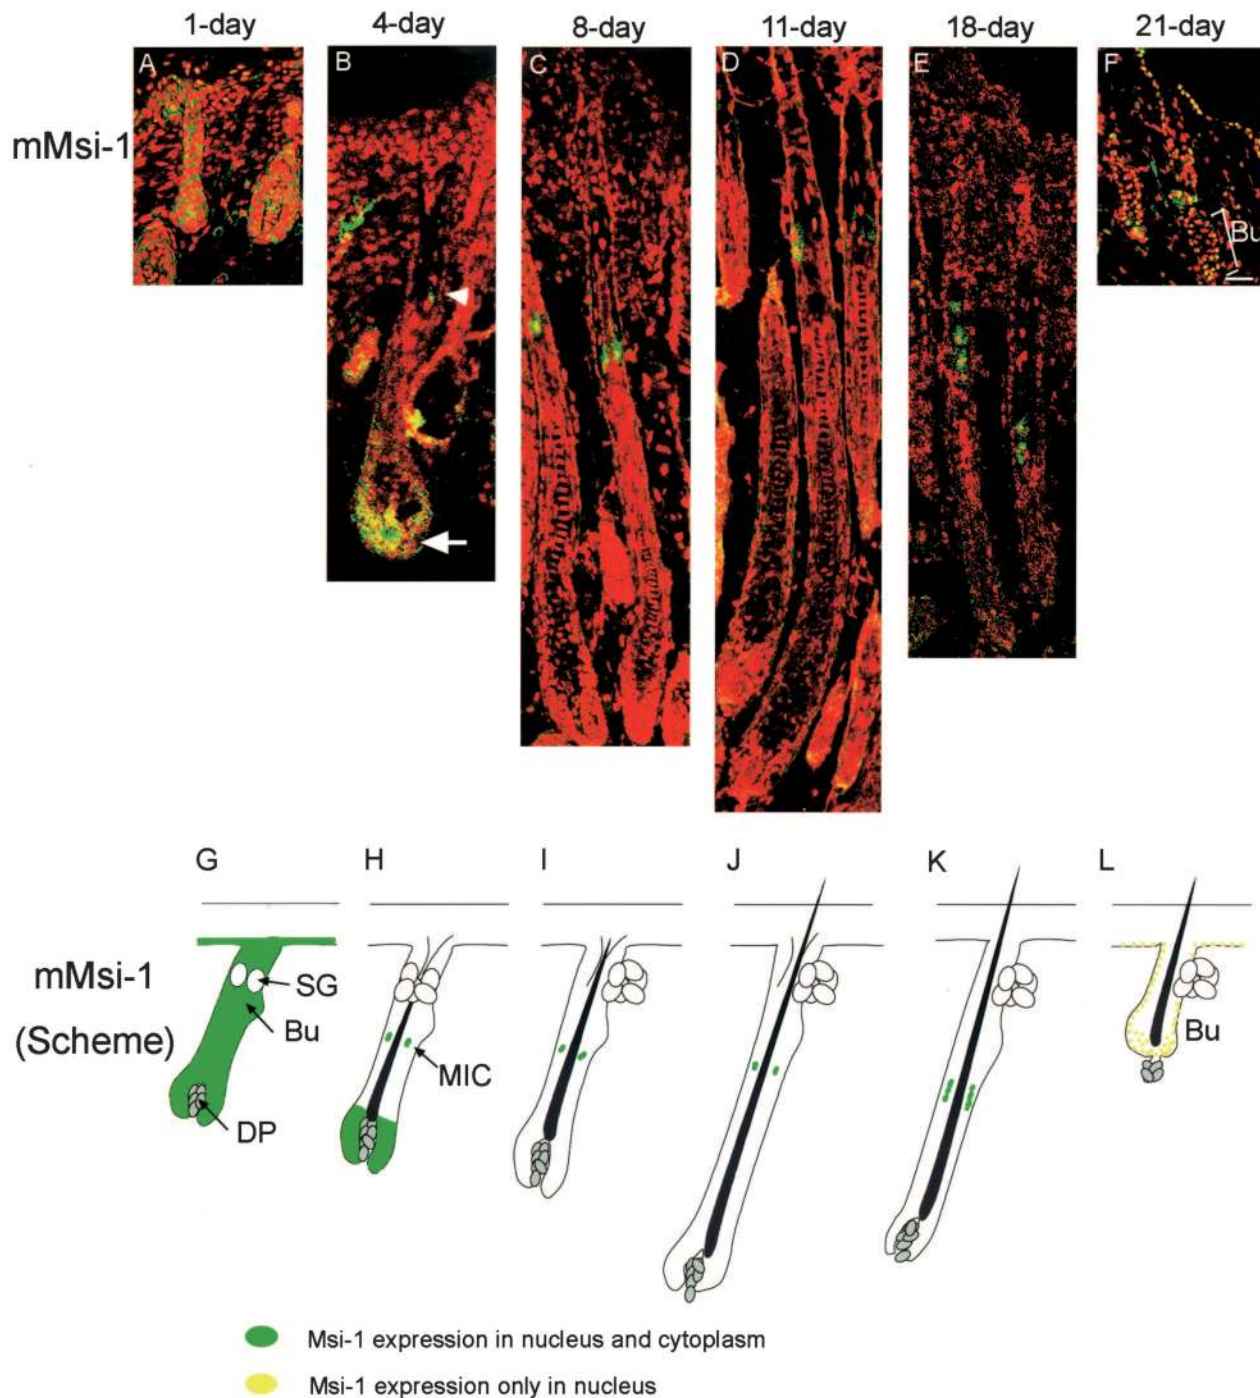 1-day 4-day 8-day 11-day 18-day 21-day
A B C D E F
mMsi-1
Bu
G H I J K L
mMsi-1
(Scheme)
SG
Bu
DP
MIC
Bu
Msi-1 expression in nucleus and cytoplasm
Msi-1 expression only in nucleus